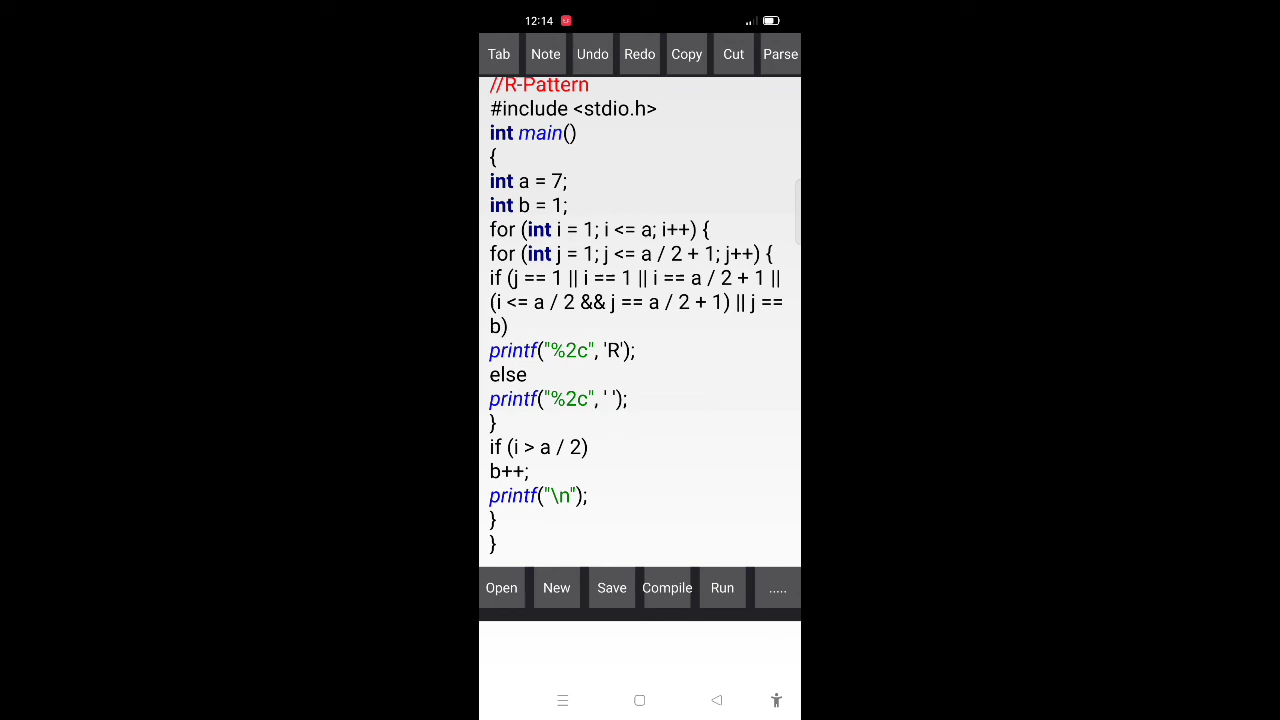 12:14
Tab Note Undo Redo Copy Cut Parse
//R-Pattern
#include <stdio.h>
int main()
{
int a = 7;
int b = 1;
for (int i = 1; i <= a; i++) {
for (int j = 1; j <= a / 2 + 1; j++) {
if (j == 1 || i == 1 || i == a / 2 + 1 ||
(i <= a / 2 && j == a / 2 + 1) || j ==
b)
printf("%2c", 'R');
else
printf("%2c", ' ');
}
if (i > a / 2)
b++;
printf("\n");
}
}
Open New Save Compile Run .....